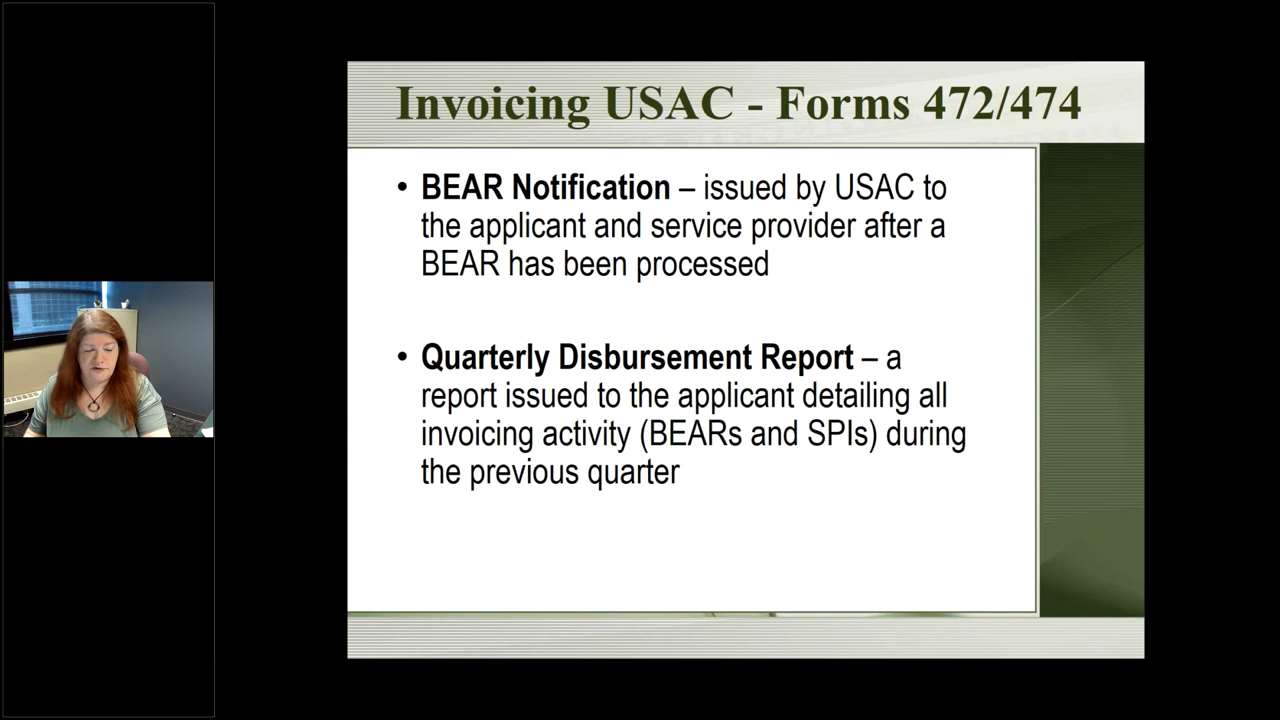 Invoicing USAC - Forms 472/474
• BEAR Notification – issued by USAC to
the applicant and service provider after a
BEAR has been processed
• Quarterly Disbursement Report – a
report issued to the applicant detailing all
invoicing activity (BEARs and SPIs) during
the previous quarter